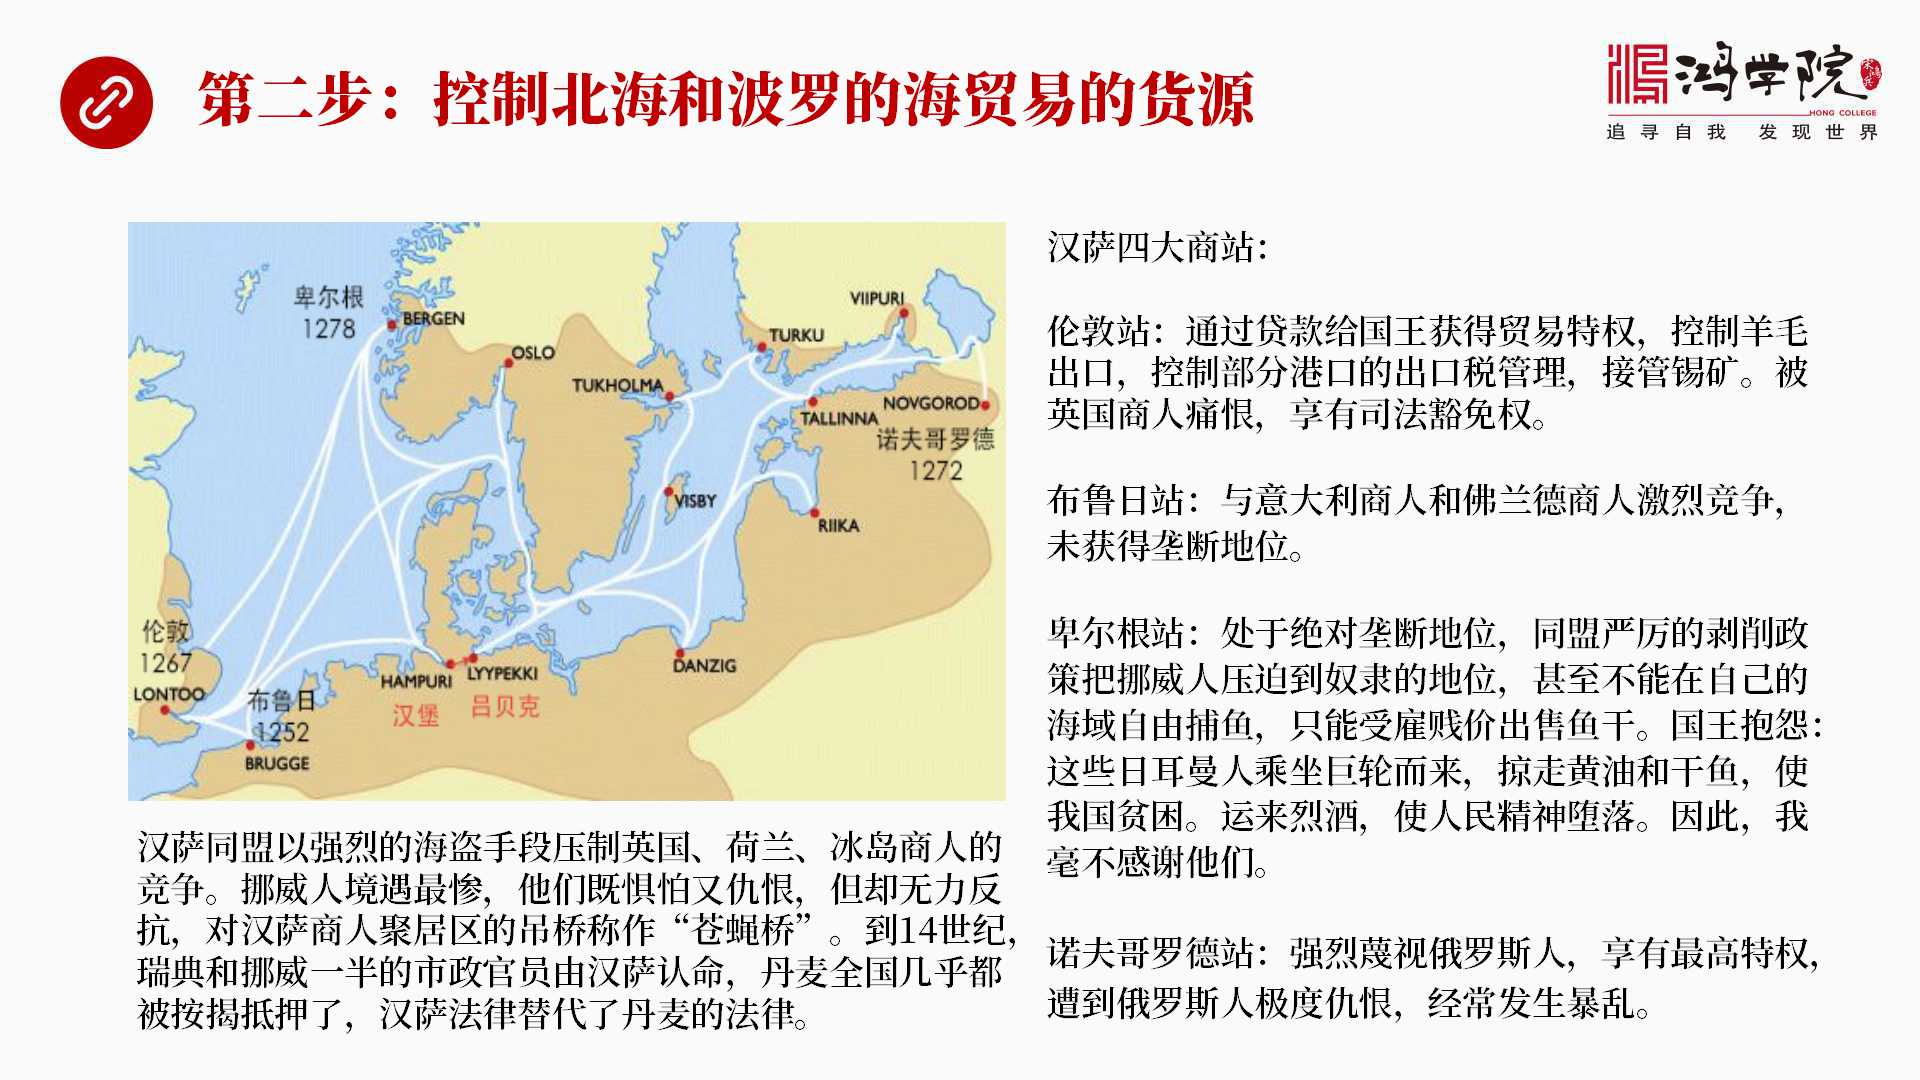 第二步：控制北海和波罗的海贸易的货源
鸿学院
HONG COLLEGE
追寻自我 发现世界
卑尔根
1278
BERGEN
OSLO
TUKHOLMA
TURKU
VIIPURI
TALLINNA
NOVGOROD
诺夫哥罗德
1272
VISBY
RIIKA
伦敦
1267
LONTOO
布鲁日
1252
BRUGGE
HAMPURI
汉堡
LYYPEKKI
吕贝克
DANZIG
汉萨同盟以强烈的海盗手段压制英国、荷兰、冰岛商人的
竞争。挪威人境遇最惨，他们既惧怕又仇恨，但却无力反
抗，对汉萨商人聚居区的吊桥称作“苍蝇桥”。到14世纪，
瑞典和挪威一半的市政官员由汉萨认命，丹麦全国几乎都
被按揭抵押了，汉萨法律替代了丹麦的法律。
汉萨四大商站：
伦敦站：通过贷款给国王获得贸易特权，控制羊毛
出口，控制部分港口的出口税管理，接管锡矿。被
英国商人痛恨，享有司法豁免权。
布鲁日站：与意大利商人和佛兰德商人激烈竞争，
未获得垄断地位。
卑尔根站：处于绝对垄断地位，同盟严厉的剥削政
策把挪威人压迫到奴隶的地位，甚至不能在自己的
海域自由捕鱼，只能受雇贱价出售鱼干。国王抱怨：
这些日耳曼人乘坐巨轮而来，掠走黄油和干鱼，使
我国贫困。运来烈酒，使人民精神堕落。因此，我
毫不感谢他们。
诺夫哥罗德站：强烈蔑视俄罗斯人，享有最高特权，
遭到俄罗斯人极度仇恨，经常发生暴乱。